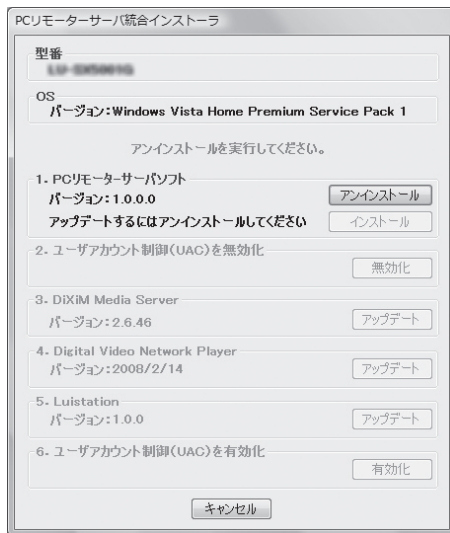 PCリモーターサーバ統合インストーラ
型番
OS
バージョン:Windows Vista Home Premium Service Pack 1
アンインストールを実行してください。
1. PCリモーターサーバソフト
バージョン:1.0.0.0
アンインストール
アップデートするにはアンインストールしてください
インストール
2. ユーザアカウント制御(UAC)を無効化
無効化
3. DiXiM Media Server
バージョン:2.6.46
アップデート
4. Digital Video Network Player
バージョン:2008/2/14
アップデート
5. Luistation
バージョン:1.0.0
アップデート
6. ユーザアカウント制御(UAC)を有効化
有効化
キャンセル